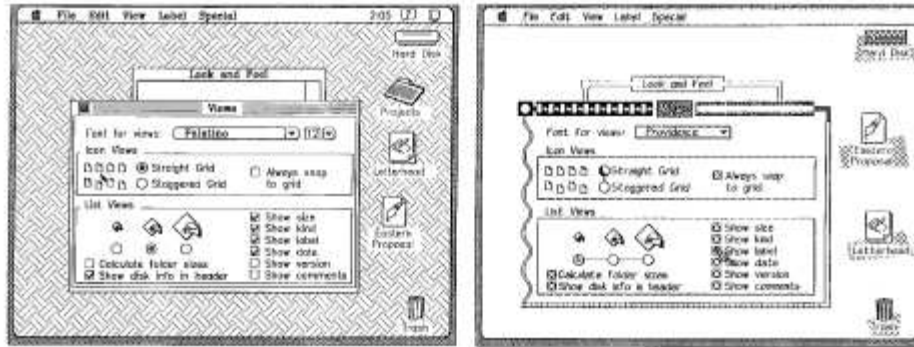 File Edit View Label Special 2:05
Hard Disk
Look and Feel
Views
Projects
Font for views: Palatino 12
Icon Views
Straight Grid
Staggered Grid
Always snap
to grid
Letterhead
List Views
Show size
Show kind
Show label
Show date
Show version
Show comments
Calculate folder sizes
Show disk info in header
Eastern
Proposal
Trash
File Edit View Label Special
Hard Disk
Look and Feel
Font for views: Providence
Icon Views
Straight Grid
Staggered Grid
Always snap
to grid
Eastern
Proposal
List Views
Show size
Show kind
Show label
Show date
Show version
Show comments
Calculate folder sizes
Show disk info in header
Letterhead
Trash